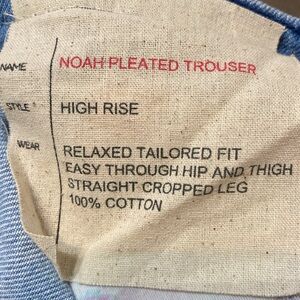 NAME NOAH PLEATED TROUSER
STYLE HIGH RISE
WEAR RELAXED TAILORED FIT
EASY THROUGH HIP AND THIGH
STRAIGHT CROPPED LEG
100% COTTON